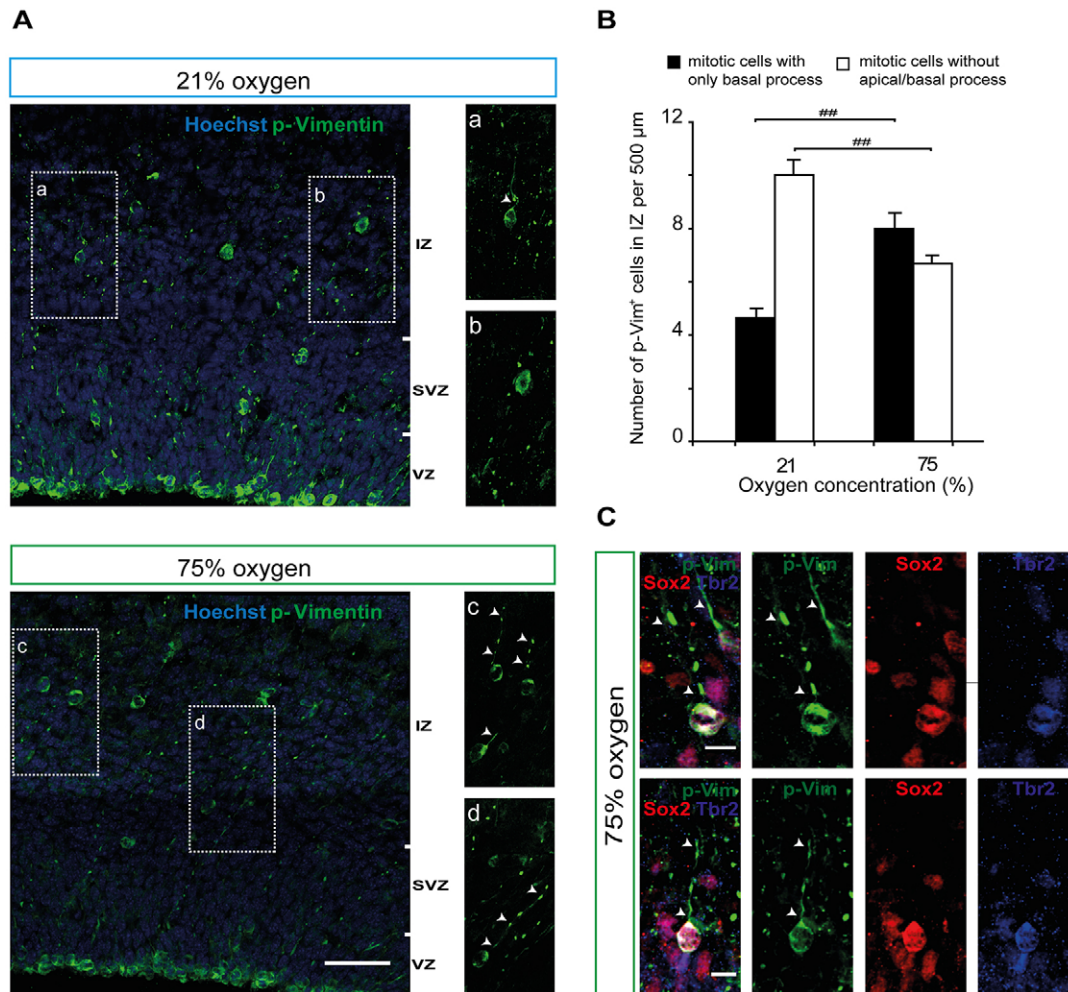 A
21% oxygen
Hoechst p-Vimentin
a
b
IZ
SVZ
VZ
a
b
75% oxygen
Hoechst p-Vimentin
c
d
IZ
SVZ
VZ
c
d
B
mitotic cells with only basal process
mitotic cells without apical/basal process
##
##
12
8
4
0
Number of p-Vim+ cells in IZ per 500 µm
21
75
Oxygen concentration (%)
C
75% oxygen
p-Vim
Sox2 Tbr2
p-Vim
Sox2
Tbr2
p-Vim
Sox2 Tbr2
p-Vim
Sox2
Tbr2